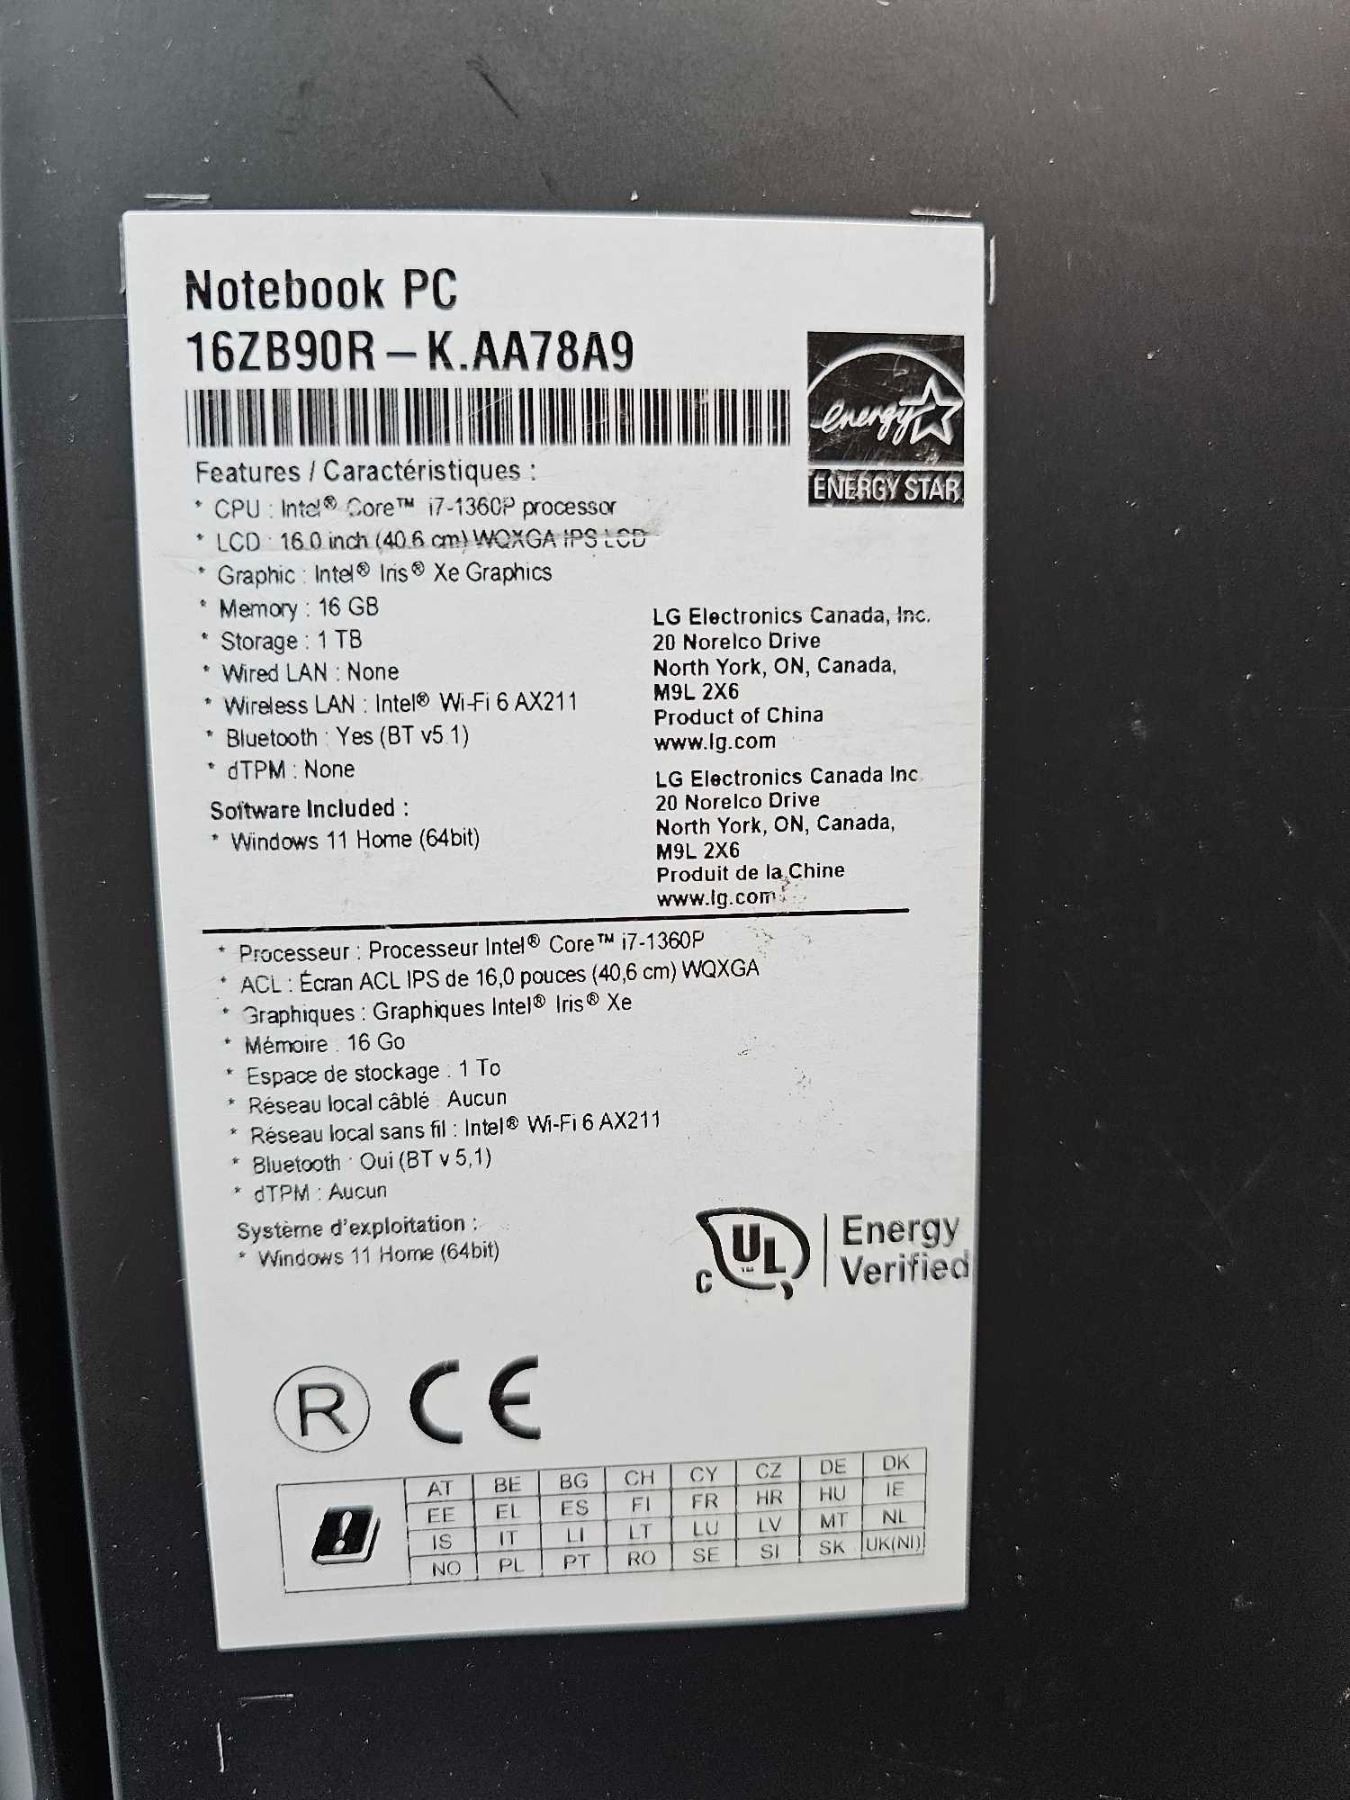 Notebook PC
16ZB90R – K.AA78A9
energy
ENERGY STAR
Features / Caractéristiques :
* CPU : Intel® Core™ i7-1360P processor
* LCD : 16.0 inch (40.6 cm) WQXGA IPS LCD
* Graphic : Intel® Iris® Xe Graphics
* Memory : 16 GB
* Storage : 1 TB
* Wired LAN : None
* Wireless LAN : Intel® Wi-Fi 6 AX211
* Bluetooth : Yes (BT v5.1)
* dTPM : None
Software Included :
* Windows 11 Home (64bit)
LG Electronics Canada, Inc.
20 Norelco Drive
North York, ON, Canada,
M9L 2X6
Product of China
www.lg.com
LG Electronics Canada Inc.
20 Norelco Drive
North York, ON, Canada,
M9L 2X6
Produit de la Chine
www.lg.com
* Processeur : Processeur Intel® Core™ i7-1360P
* ACL : Écran ACL IPS de 16,0 pouces (40,6 cm) WQXGA
* Graphiques : Graphiques Intel® Iris® Xe
* Mémoire : 16 Go
* Espace de stockage : 1 To
* Réseau local câblé : Aucun
* Réseau local sans fil : Intel® Wi-Fi 6 AX211
* Bluetooth : Oui (BT v 5,1)
* dTPM : Aucun
Système d'exploitation :
* Windows 11 Home (64bit)
C UL ™ Energy
Verified
R CE
AT BE BG CH CY CZ DE DK
EE EL ES FI FR HR HU IE
IS IT LI LT LU LV MT NL
NO PL PT RO SE SI SK UK(NI)